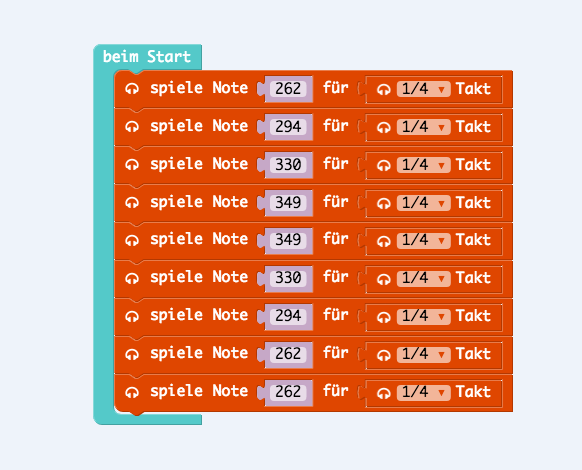 beim Start
spiele Note 262 für 1/4 Takt
spiele Note 294 für 1/4 Takt
spiele Note 330 für 1/4 Takt
spiele Note 349 für 1/4 Takt
spiele Note 349 für 1/4 Takt
spiele Note 330 für 1/4 Takt
spiele Note 294 für 1/4 Takt
spiele Note 262 für 1/4 Takt
spiele Note 262 für 1/4 Takt